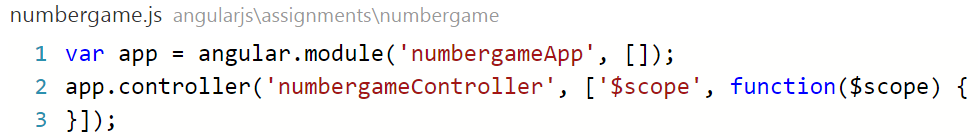 numbergame.js angularjs\assignments\numbergame
1 var app = angular.module('numbergameApp', []);
2 app.controller('numbergameController', ['$scope', function($scope) {
3 }]);